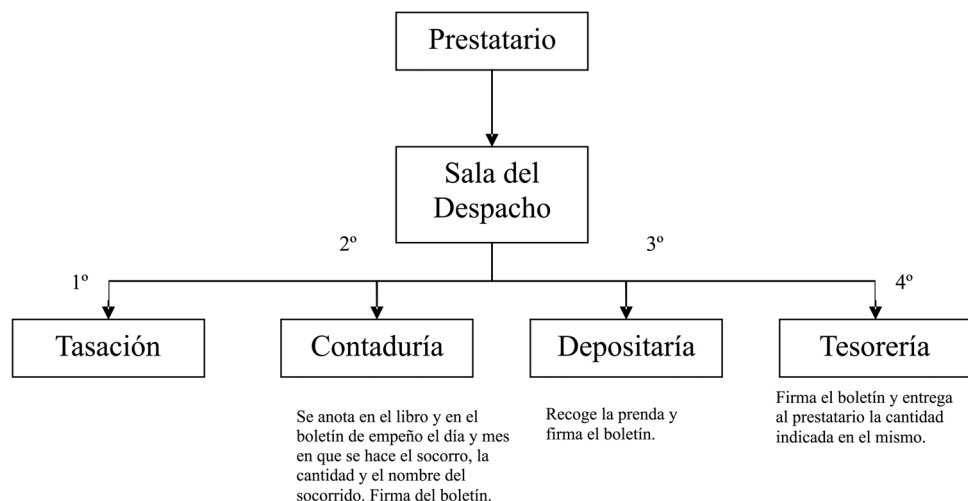 Prestatario
Sala del
Despacho
2º
3º
1º
4º
Tasación
Contaduría
Depositaría
Tesorería
Se anota en el libro y en el
boletín de empeño el día y mes
en que se hace el socorro, la
cantidad y el nombre del
socorrido. Firma del boletín.
Recoge la prenda y
firma el boletín.
Firma el boletín y entrega
al prestatario la cantidad
indicada en el mismo.